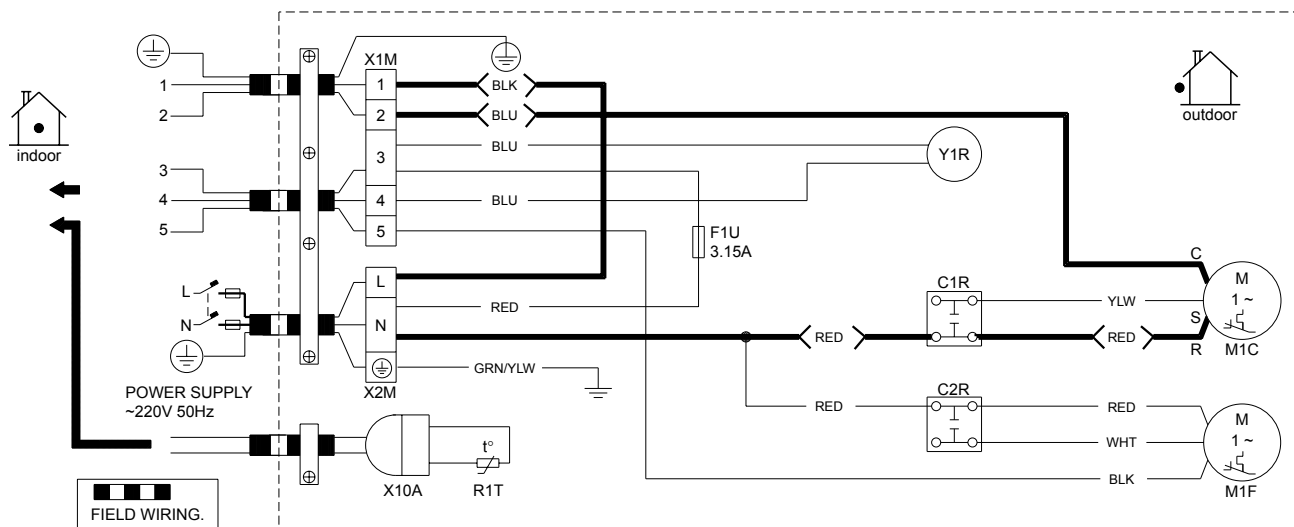 X1M
1
2
3
4
5
L
N
X2M
1
2
3
4
5
L
N
POWER SUPPLY
~220V 50Hz
indoor
outdoor
BLK
BLU
BLU
BLU
Y1R
F1U
3.15A
RED
RED
GRN/YLW
C1R
YLW
RED
C
S
R
M
1 ~
M1C
C2R
RED
RED
WHT
BLK
M
1 ~
M1F
X10A
t°
R1T
FIELD WIRING.